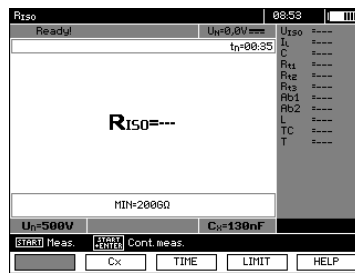 RISO 08:53
Ready! UN=0,0V
tn=00:35
RISO=---
MIN=200GΩ
UISO =---
IL =---
C =---
Rt1 =---
Rt2 =---
Rt3 =---
Ab1 =---
Ab2 =---
L =---
TC =---
T =---
Un=500V CX=130nF
START Meas. START +ENTER Cont.meas.
Cx TIME LIMIT HELP